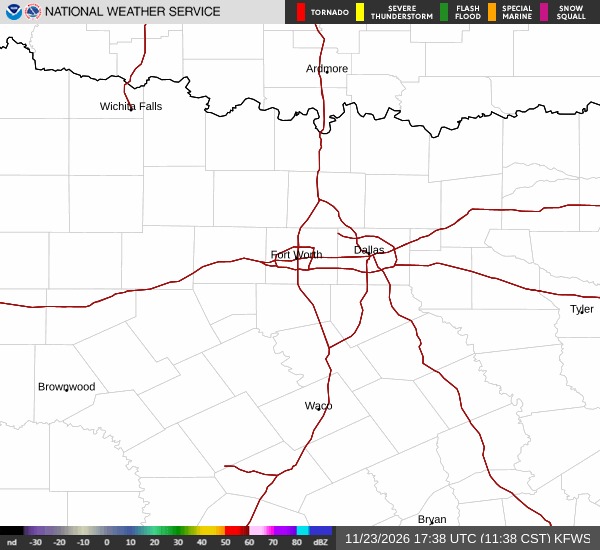 NATIONAL WEATHER SERVICE
TORNADO
SEVERE
THUNDERSTORM
FLASH
FLOOD
SPECIAL
MARINE
SNOW
SQUALL
Ardmore
Wichita Falls
Fort Worth
Dallas
Tyler
Brownwood
Waco
Bryan
nd -30 -20 -10 0 10 20 30 40 50 60 70 80 dBZ
11/23/2026 17:38 UTC (11:38 CST) KFWS